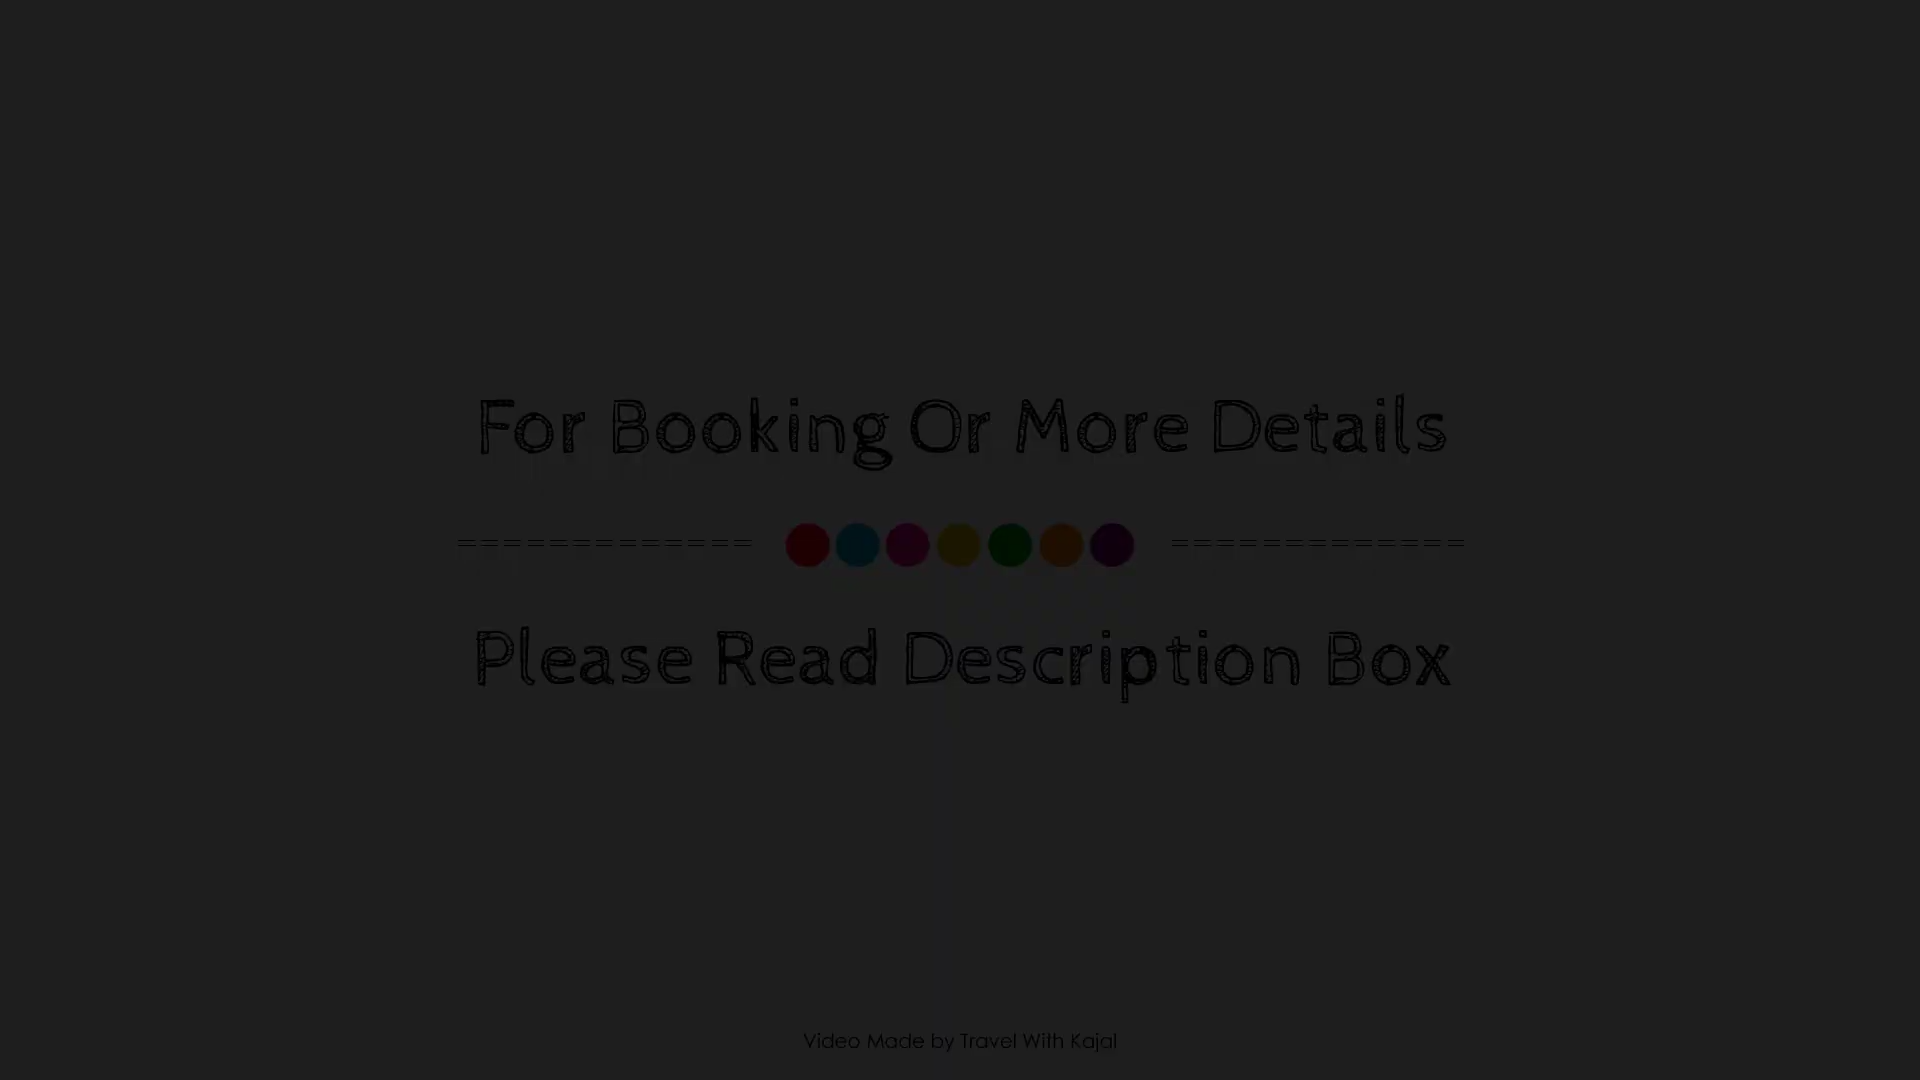 For Booking Or More Details
============= =============
Please Read Description Box
Video Made by Travel With Kajal